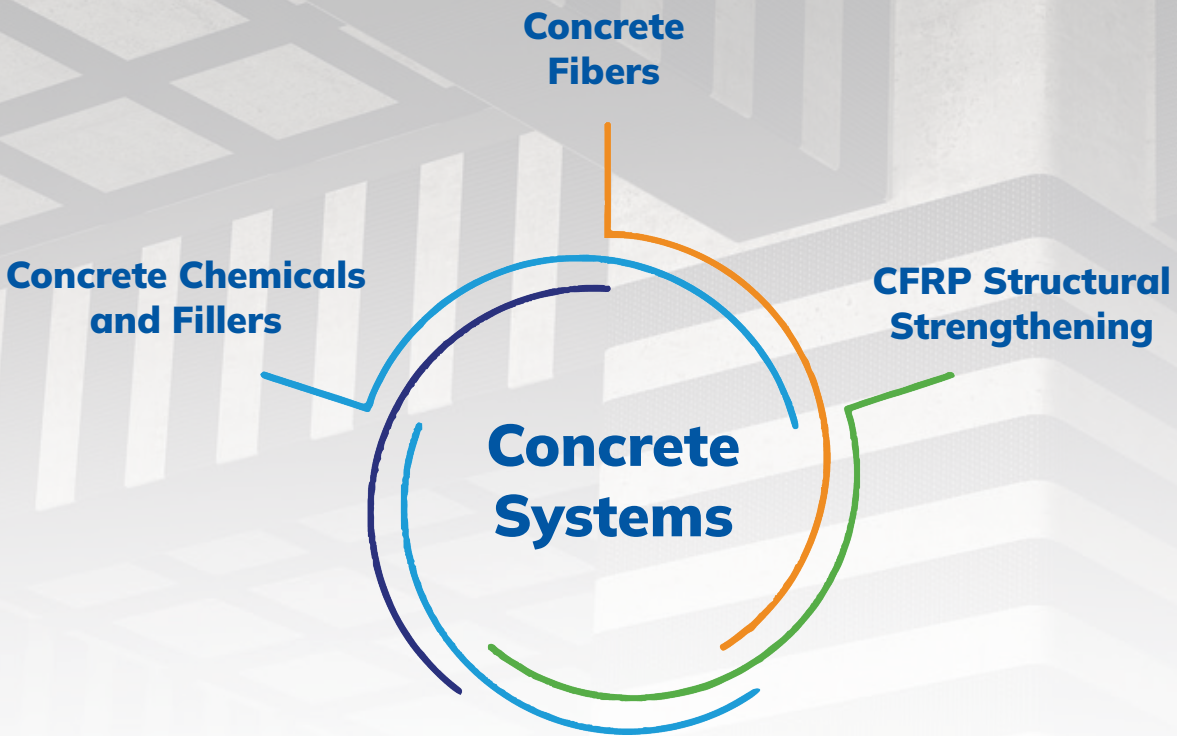 Concrete
Fibers
Concrete Chemicals
and Fillers
CFRP Structural
Strengthening
Concrete
Systems